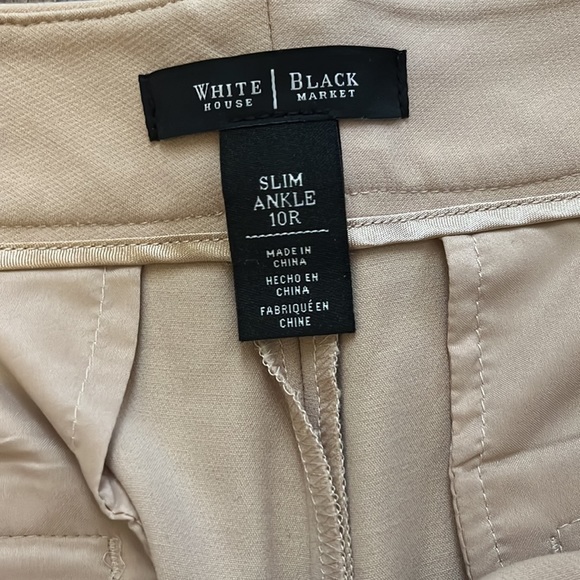 WHITE | BLACK
HOUSE MARKET
SLIM
ANKLE
10R
MADE IN
CHINA
HECHO EN
CHINA
FABRIQUÉ EN
CHINE